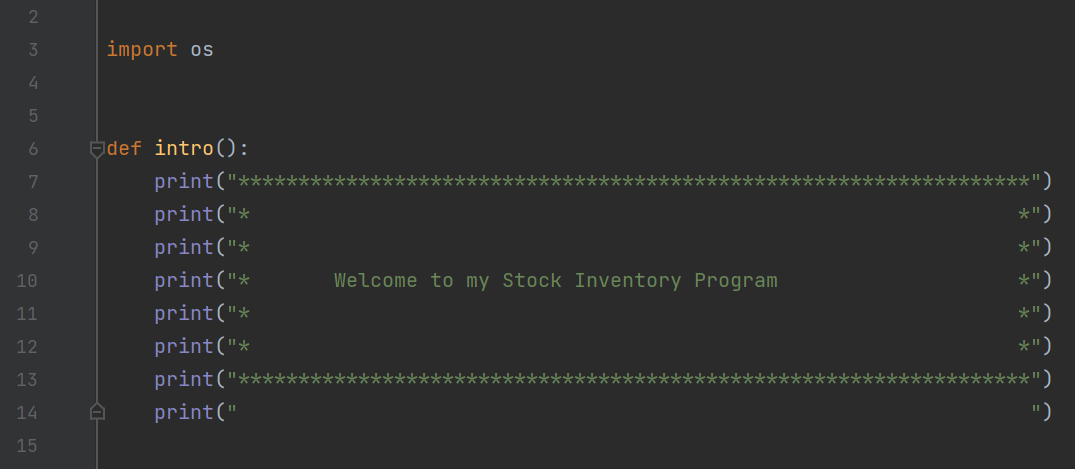 2
3 import os
4
5
6 def intro():
7     print("******************************************************************")
8     print("*                                                                *")
9     print("*                                                                *")
10     print("*       Welcome to my Stock Inventory Program                    *")
11     print("*                                                                *")
12     print("*                                                                *")
13     print("******************************************************************")
14     print("                                                                  ")
15